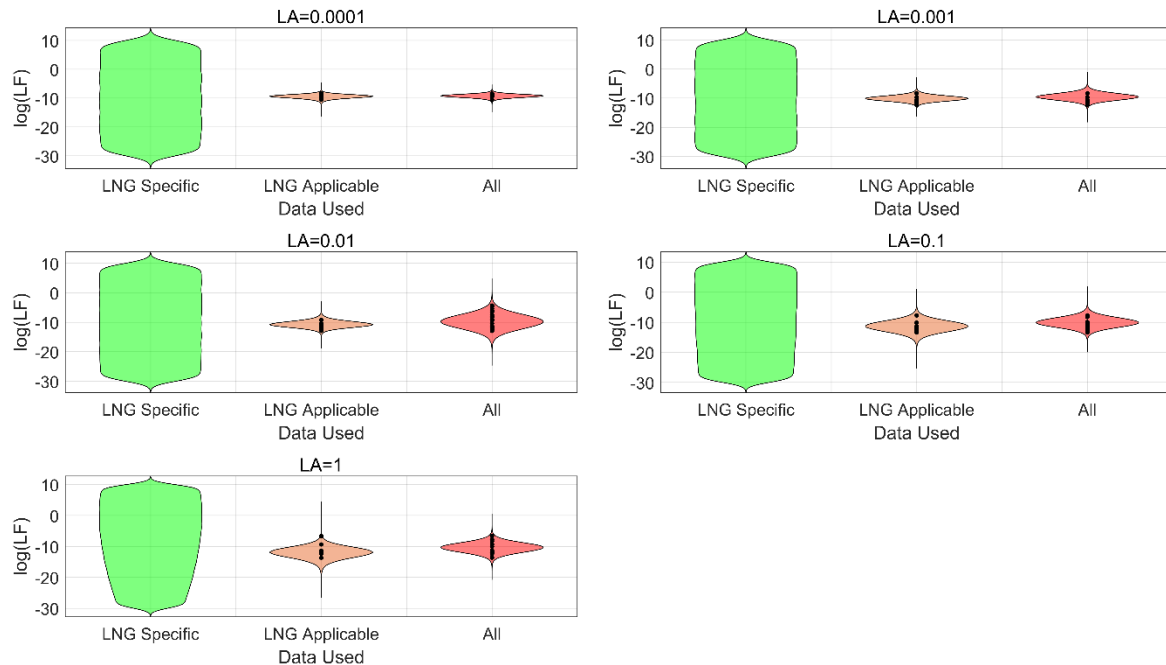 LA=0.0001
log(LF)
10
0
-10
-20
-30
LNG Specific
LNG Applicable
All
Data Used
LA=0.001
log(LF)
10
0
-10
-20
-30
LNG Specific
LNG Applicable
All
Data Used
LA=0.01
log(LF)
10
0
-10
-20
-30
LNG Specific
LNG Applicable
All
Data Used
LA=0.1
log(LF)
10
0
-10
-20
-30
LNG Specific
LNG Applicable
All
Data Used
LA=1
log(LF)
10
0
-10
-20
-30
LNG Specific
LNG Applicable
All
Data Used